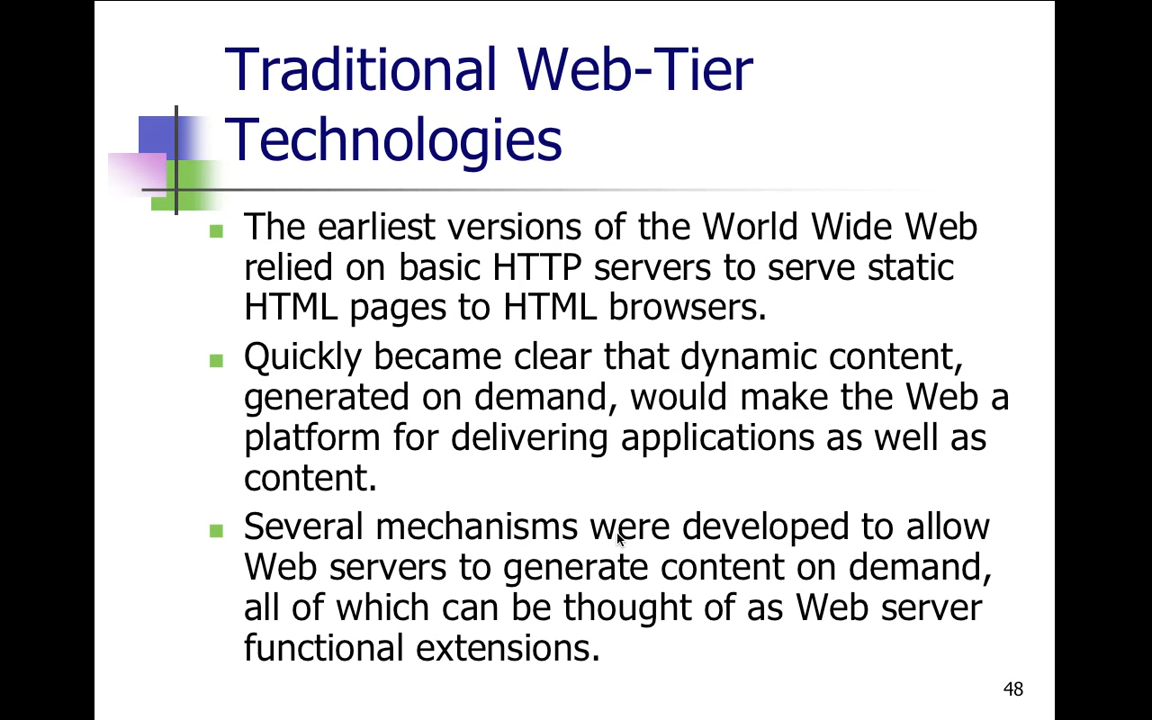 Traditional Web-Tier
Technologies
The earliest versions of the World Wide Web
relied on basic HTTP servers to serve static
HTML pages to HTML browsers.
Quickly became clear that dynamic content,
generated on demand, would make the Web a
platform for delivering applications as well as
content.
Several mechanisms were developed to allow
Web servers to generate content on demand,
all of which can be thought of as Web server
functional extensions.
48